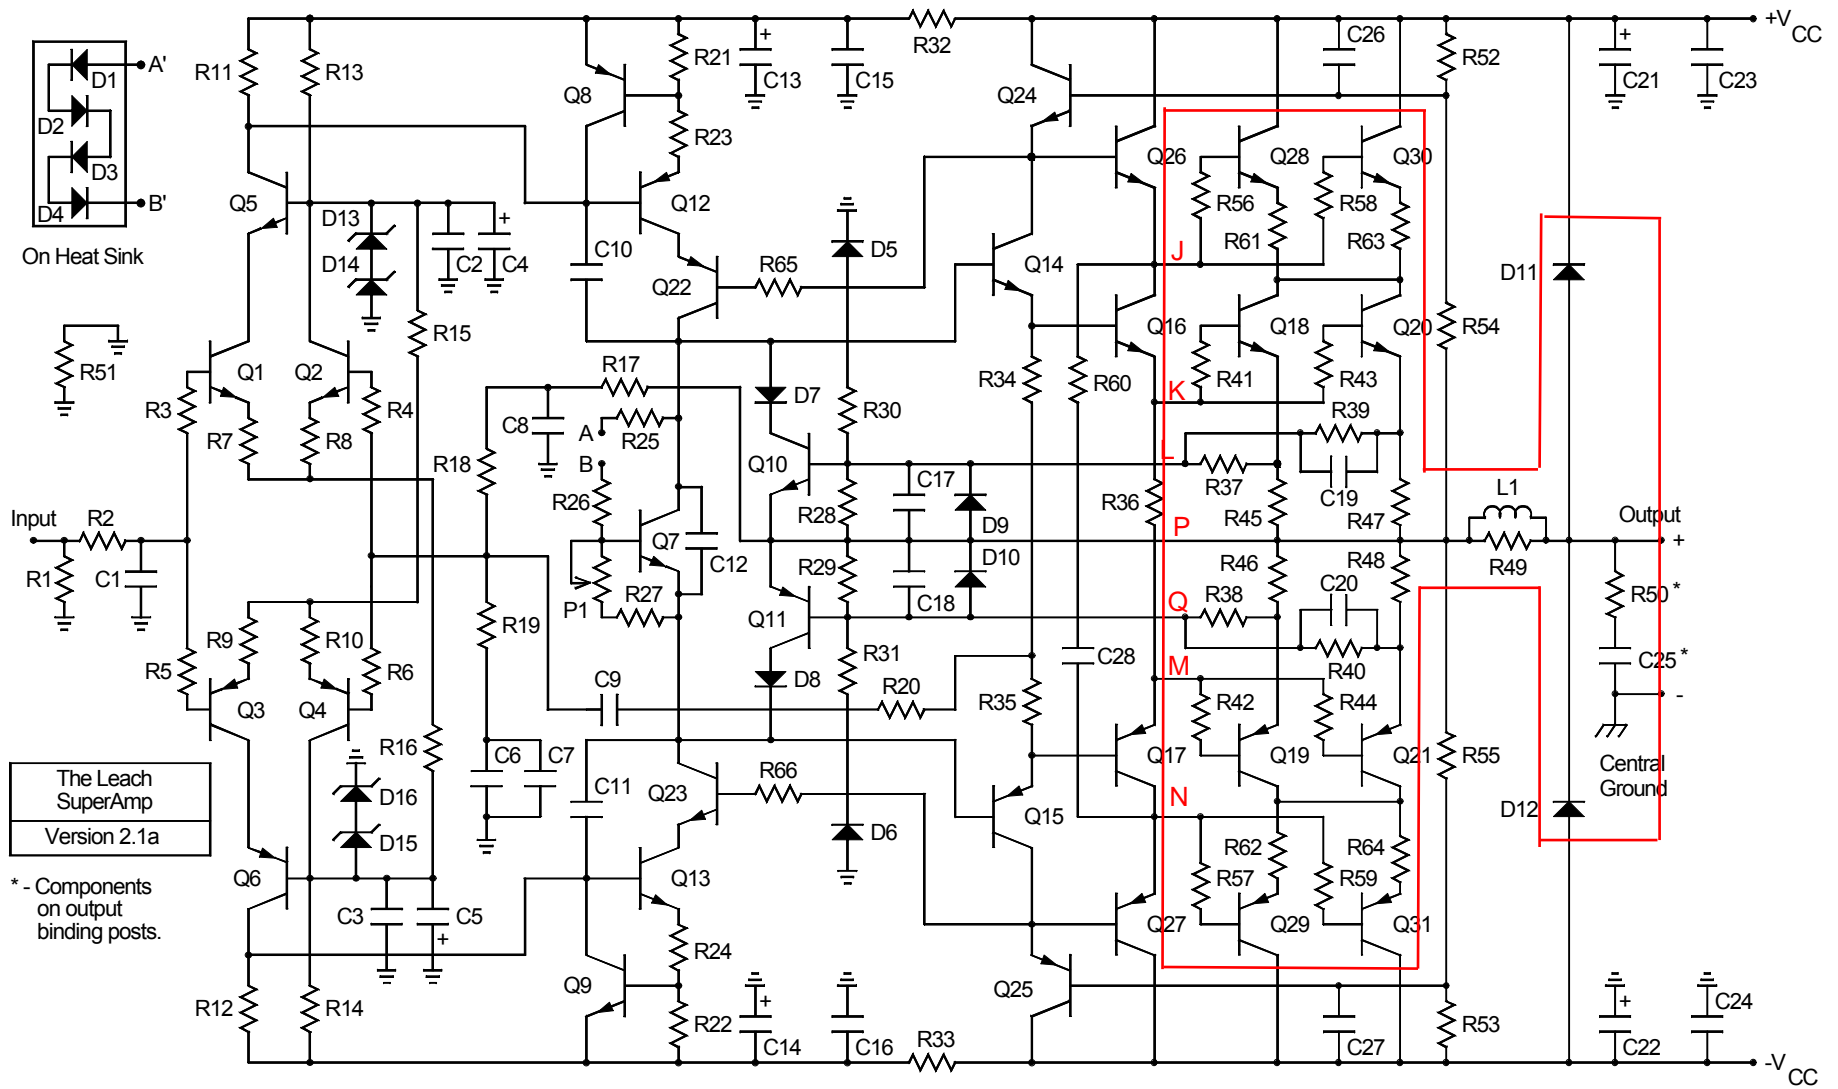 +VCC
R32
C26
R11
R13
R21
C13
C15
R52
C21
C23
A'
D1
D2
D3
D4
B'
On Heat Sink
Q8
Q24
R23
Q5
Q12
Q26
Q28
Q30
D13
D14
C2
C4
C10
D5
R56
R58
R61
R63
J
Q22
R65
Q14
D11
R51
R15
Q16
Q18
Q20
R54
Q1
Q2
R17
R34
R60
R41
R43
R3
R4
R7
R8
C8
A
R25
D7
R30
K
R39
R18
B
Q10
L
R37
C19
R26
C17
D9
R36
R45
R47
L1
Input
R2
R28
P
Output
+
R1
C1
Q7
C12
R29
D10
R46
R48
R49
P1
R27
C18
Q
R38
C20
R50 *
R9
R10
R19
Q11
R31
R40
C25 *
-
R5
R6
C9
D8
R20
C28
M
R42
R44
Q3
Q4
R35
R16
C6
C7
Q17
Q19
Q21
R55
Central
Ground
The Leach
SuperAmp
Version 2.1a
D16
D15
C11
Q23
R66
D6
Q15
N
D12
R62
R64
Q6
Q13
R57
R59
* - Components
on output
binding posts.
C3
C5
R24
Q27
Q29
Q31
R12
R14
Q9
R22
C14
C16
R33
Q25
C27
R53
C22
C24
-VCC
+
+
+
+
+
+